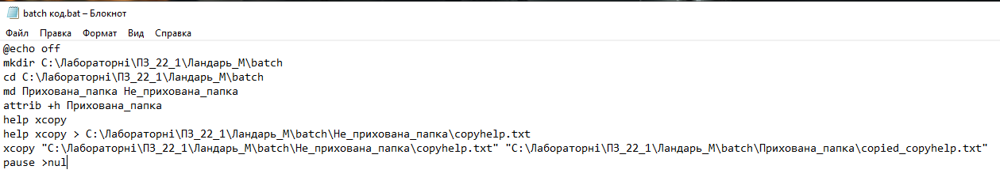 batch код.bat – Блокнот
Файл Правка Формат Вид Справка
@echo off
mkdir C:\Лабораторні\ПЗ_22_1\Ландарь_М\batch
cd C:\Лабораторні\ПЗ_22_1\Ландарь_М\batch
md Прихована_папка Не_прихована_папка
attrib +h Прихована_папка
help xcopy
help xcopy > C:\Лабораторні\ПЗ_22_1\Ландарь_М\batch\Не_прихована_папка\copyhelp.txt
xcopy "C:\Лабораторні\ПЗ_22_1\Ландарь_М\batch\Не_прихована_папка\copyhelp.txt" "C:\Лабораторні\ПЗ_22_1\Ландарь_М\batch\Прихована_папка\copied_copyhelp.txt"
pause >nul